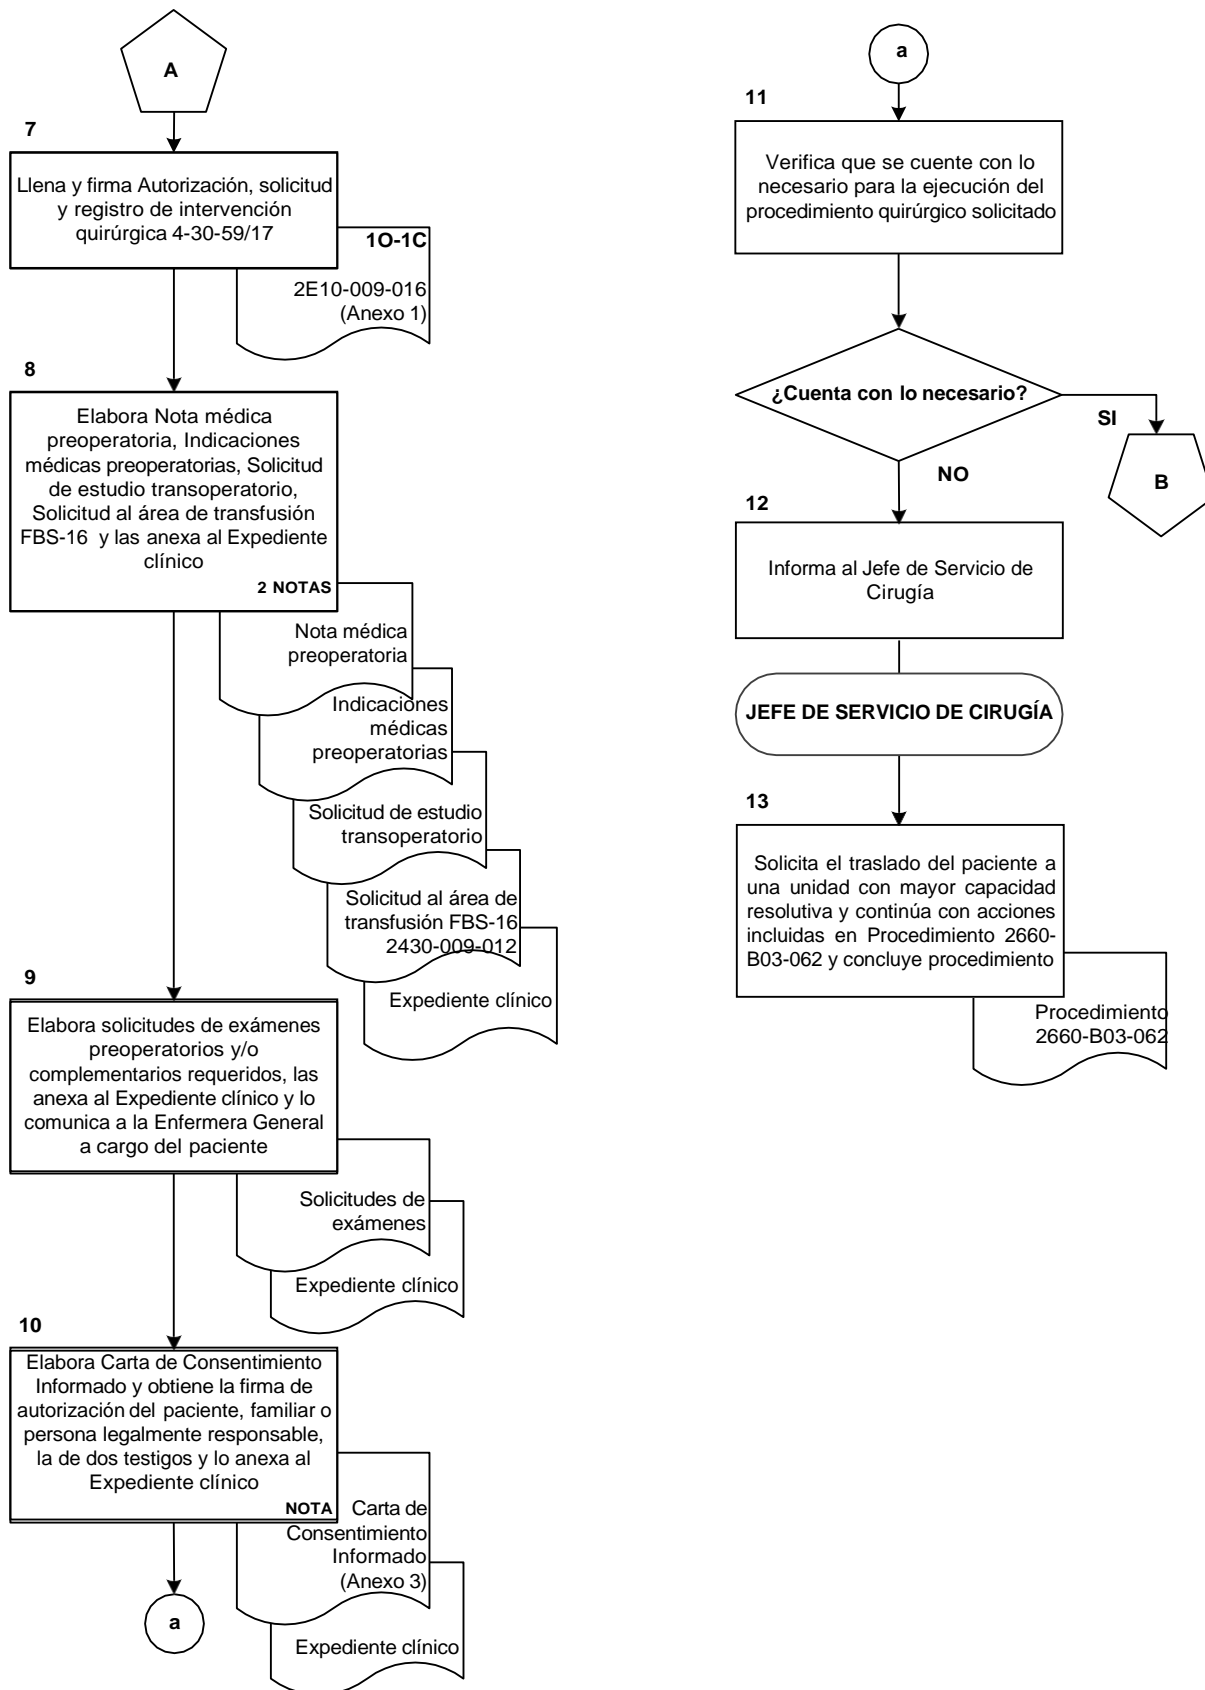 A
7
Llena y firma Autorización, solicitud
y registro de intervención
quirúrgica 4-30-59/17
1O-1C
2E10-009-016
(Anexo 1)
8
Elabora Nota médica
preoperatoria, Indicaciones
médicas preoperatorias, Solicitud
de estudio transoperatorio,
Solicitud al área de transfusión
FBS-16 y las anexa al Expediente
clínico
2 NOTAS
Nota médica
preoperatoria
Indicaciones
médicas
preoperatorias
Solicitud de estudio
transoperatorio
Solicitud al área de
transfusión FBS-16
2430-009-012
Expediente clínico
9
Elabora solicitudes de exámenes
preoperatorios y/o
complementarios requeridos, las
anexa al Expediente clínico y lo
comunica a la Enfermera General
a cargo del paciente
Solicitudes de
exámenes
Expediente clínico
10
Elabora Carta de Consentimiento
Informado y obtiene la firma de
autorización del paciente, familiar o
persona legalmente responsable,
la de dos testigos y lo anexa al
Expediente clínico
NOTA
Carta de
Consentimiento
Informado
(Anexo 3)
Expediente clínico
a
a
11
Verifica que se cuente con lo
necesario para la ejecución del
procedimiento quirúrgico solicitado
¿Cuenta con lo necesario?
SI
B
NO
12
Informa al Jefe de Servicio de
Cirugía
JEFE DE SERVICIO DE CIRUGÍA
13
Solicita el traslado del paciente a
una unidad con mayor capacidad
resolutiva y continúa con acciones
incluidas en Procedimiento 2660-
B03-062 y concluye procedimiento
Procedimiento
2660-B03-062